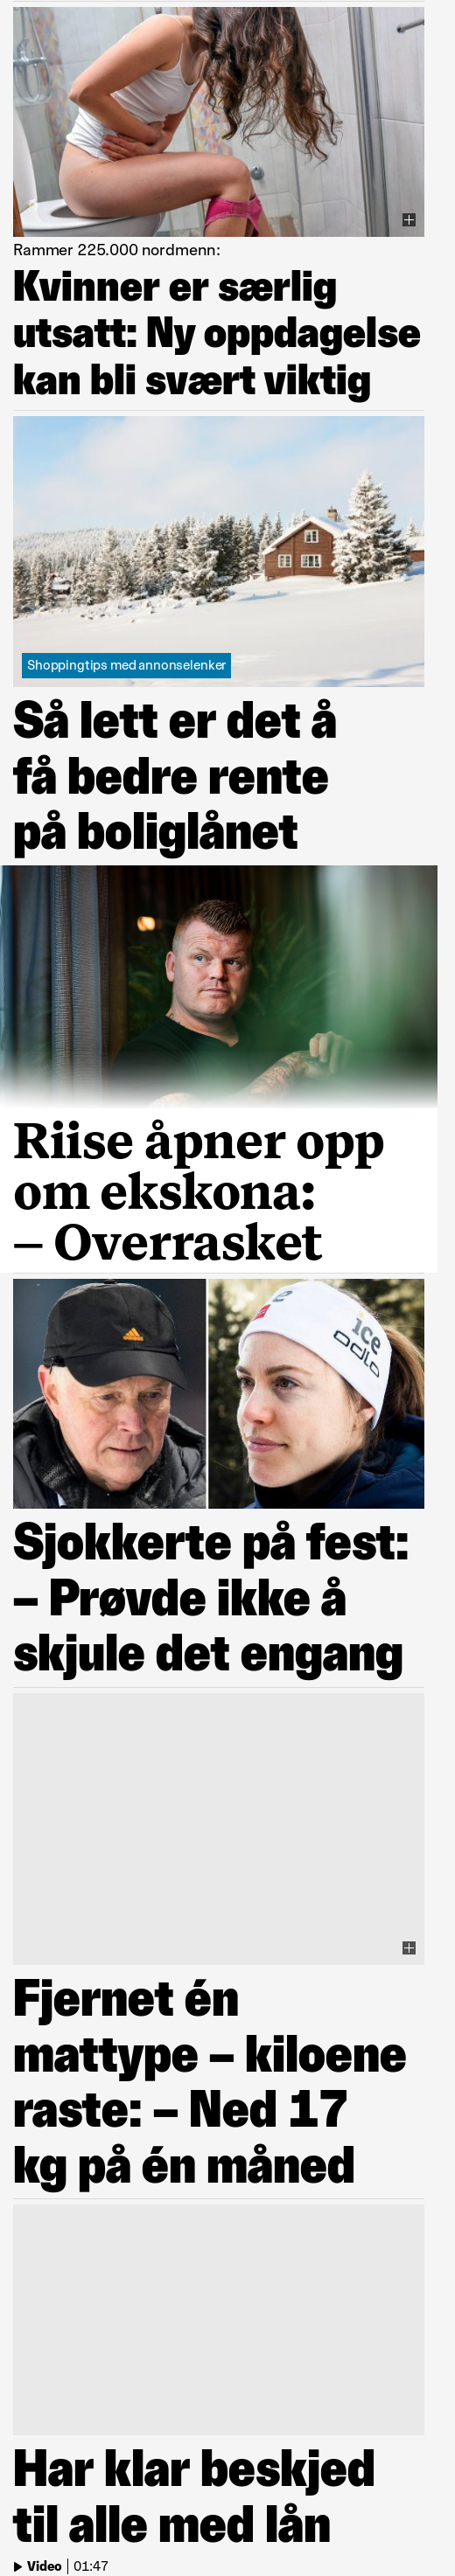 Rammer 225.000 nordmenn:
Kvinner er særlig
utsatt: Ny oppdagelse
kan bli svært viktig
Shoppingtips med annonselenker
Så lett er det å
få bedre rente
på boliglånet
Riise åpner opp
om ekskona:
– Overrasket
ice
odlo
Sjokkerte på fest:
– Prøvde ikke å
skjule det engang
Fjernet én
mattype – kiloene
raste: – Ned 17
kg på én måned
Har klar beskjed
til alle med lån
Video | 01:47